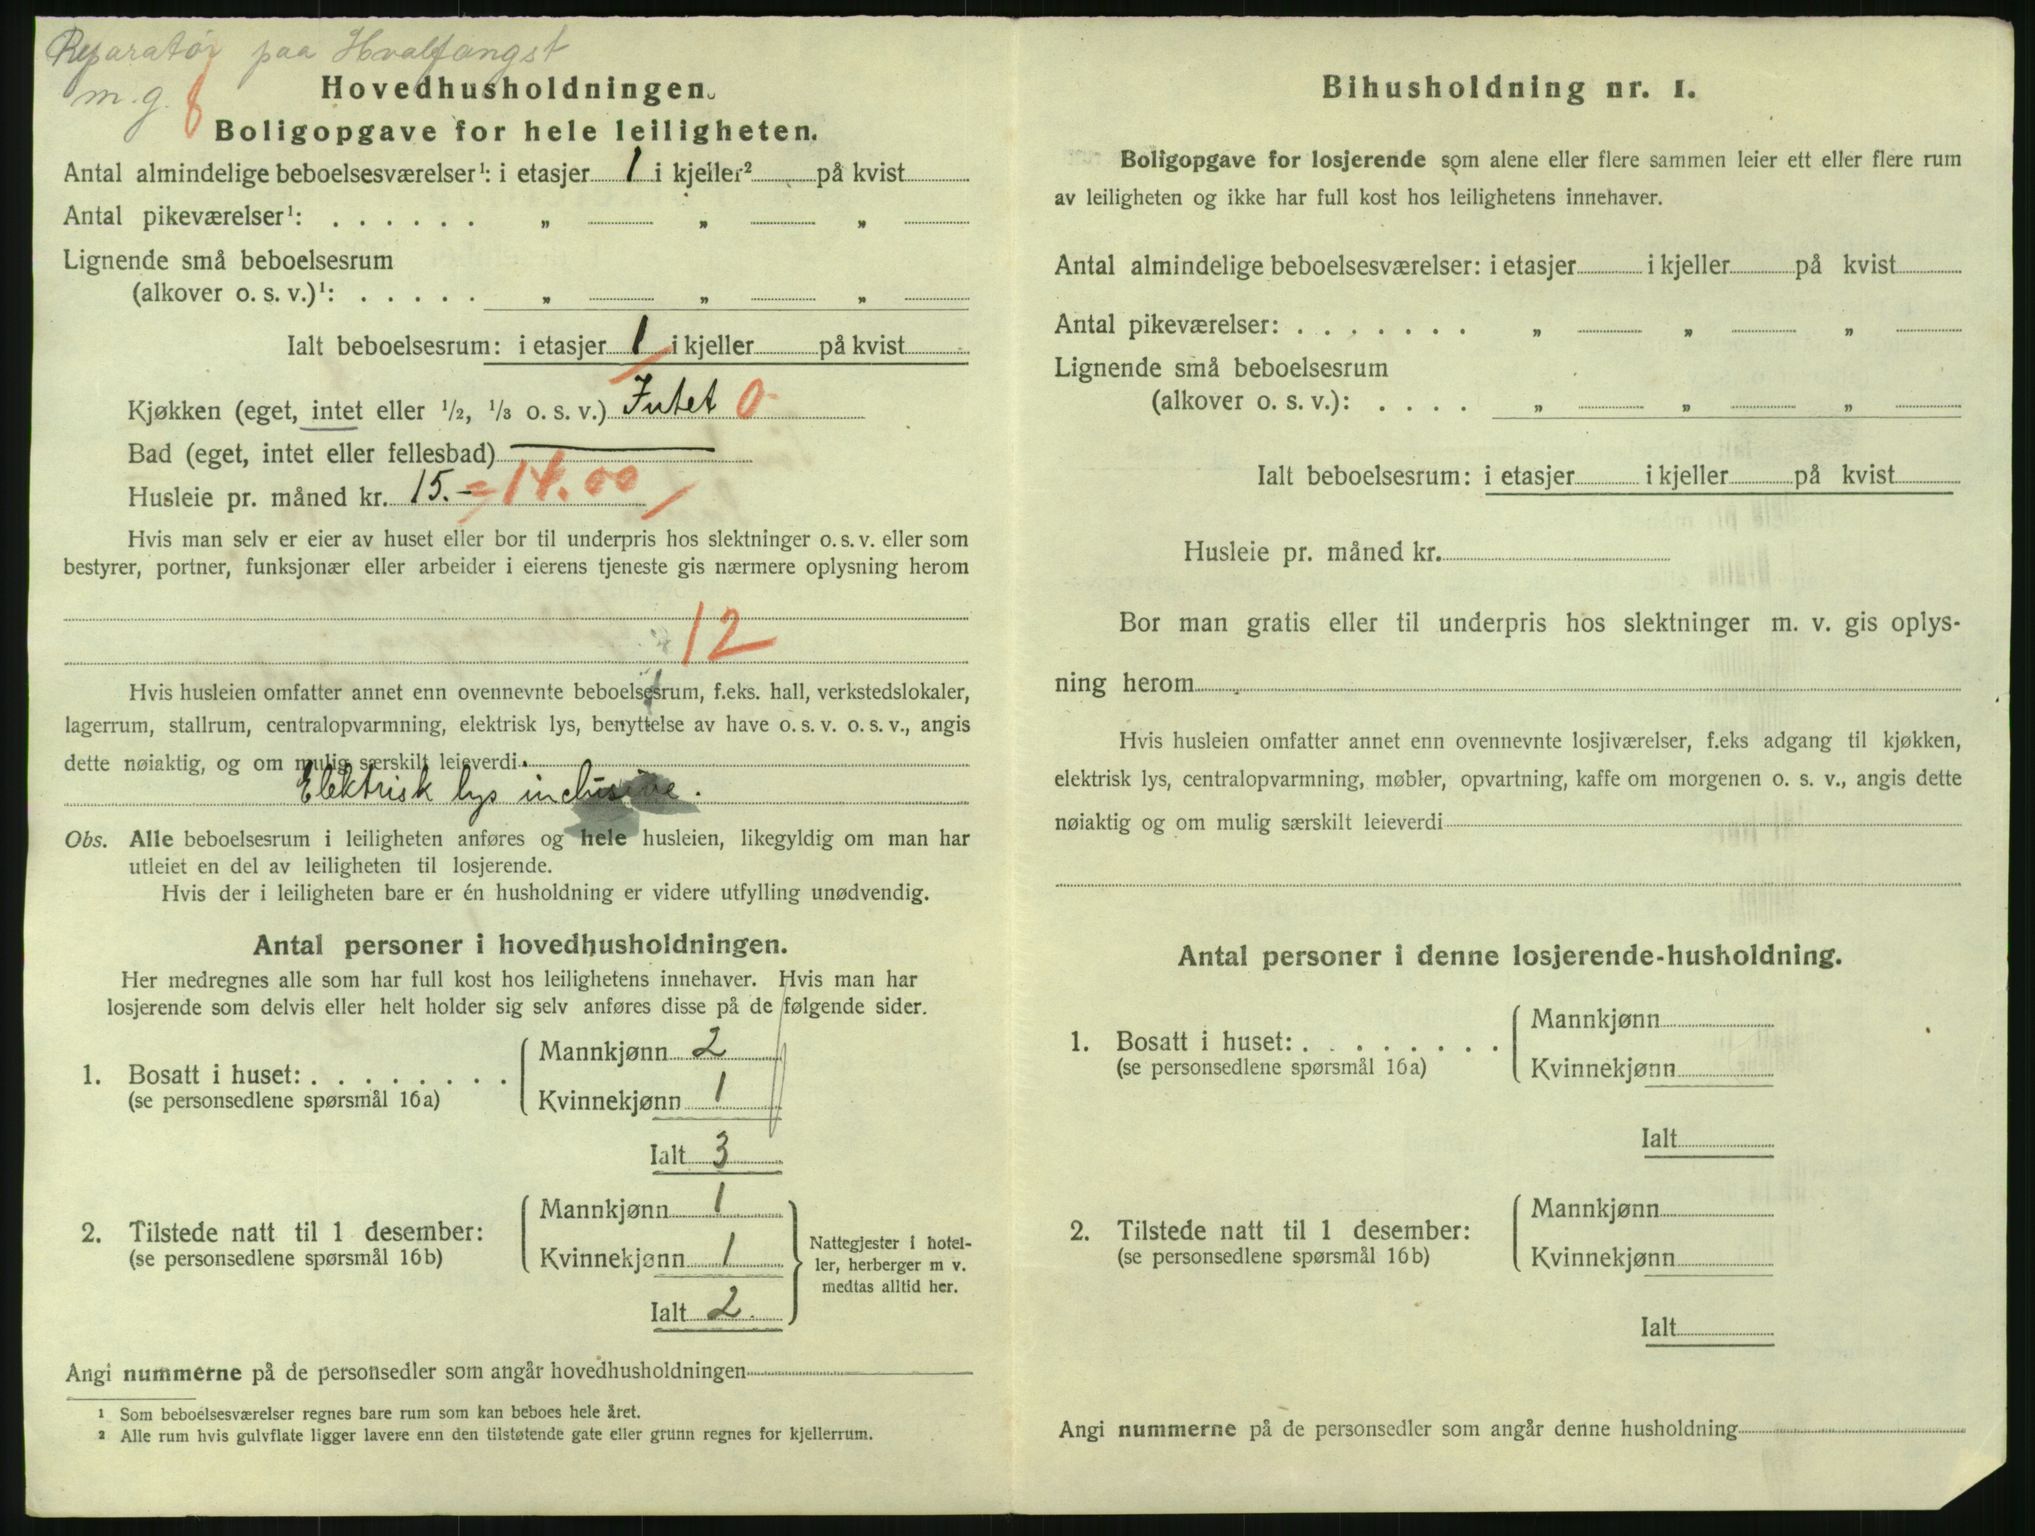 Reparatør paa Hvalfangst
m.g. 8
Hovedhusholdningen.
Boligopgave for hele leiligheten.
Antal almindelige beboelsesværelser¹: i etasjer 1 i kjeller² på kvist
Antal pikeværelser¹: . . . . . . „ „ „
Lignende små beboelsesrum
(alkover o. s. v.)¹: . . . . . „ „ „
Ialt beboelsesrum: i etasjer 1 i kjeller på kvist
Kjøkken (eget, intet eller 1/2, 1/3 o. s. v.) Intet 0
Bad (eget, intet eller fellesbad) —
Husleie pr. måned kr. 15.- = 14.00
Hvis man selv er eier av huset eller bor til underpris hos slektninger o. s. v. eller som
bestyrer, portner, funksjonær eller arbeider i eierens tjeneste gis nærmere oplysning herom
12
Hvis husleien omfatter annet enn ovennevnte beboelsesrum, f.eks. hall, verkstedslokaler,
lagerrum, stallrum, centralopvarmning, elektrisk lys, benyttelse av have o. s. v. o. s. v., angis
dette nøiaktig, og om mulig særskilt leieverdi
Elektrisk lys inclusive.
Obs. Alle beboelsesrum i leiligheten anføres og hele husleien, likegyldig om man har
utleiet en del av leiligheten til losjerende.
Hvis der i leiligheten bare er én husholdning er videre utfylling unødvendig.
Antal personer i hovedhusholdningen.
Her medregnes alle som har full kost hos leilighetens innehaver. Hvis man har
losjerende som delvis eller helt holder sig selv anføres disse på de følgende sider.
Mannkjønn 2
1. Bosatt i huset: . . . . . . . .
(se personsedlene spørsmål 16a)
Kvinnekjønn 1
Ialt 3
Mannkjønn 1
2. Tilstede natt til 1 desember:
(se personsedlene spørsmål 16b)
Kvinnekjønn 1
Ialt 2
Nattegjester i hotel-
ler, herberger m v.
medtas alltid her.
Angi nummerne på de personsedler som angår hovedhusholdningen
¹ Som beboelsesværelser regnes bare rum som kan beboes hele året.
² Alle rum hvis gulvflate ligger lavere enn den tilstøtende gate eller grunn regnes for kjellerrum.
Bihusholdning nr. 1.
Boligopgave for losjerende som alene eller flere sammen leier ett eller flere rum
av leiligheten og ikke har full kost hos leilighetens innehaver.
Antal almindelige beboelsesværelser: i etasjer i kjeller på kvist
Antal pikeværelser: . . . . . . . „ „ „
Lignende små beboelsesrum
(alkover o. s. v.): . . . . „ „ „
Ialt beboelsesrum: i etasjer i kjeller på kvist
Husleie pr. måned kr.
Bor man gratis eller til underpris hos slektninger m. v. gis oplys-
ning herom
Hvis husleien omfatter annet enn ovennevnte losjiværelser, f.eks adgang til kjøkken,
elektrisk lys, centralopvarmning, møbler, opvartning, kaffe om morgenen o. s. v., angis dette
nøiaktig og om mulig særskilt leieverdi
Antal personer i denne losjerende-husholdning.
Mannkjønn
1. Bosatt i huset: . . . . . . . .
(se personsedlene spørsmål 16a)
Kvinnekjønn
Ialt
Mannkjønn
2. Tilstede natt til 1 desember:
(se personsedlene spørsmål 16b)
Kvinnekjønn
Ialt
Angi nummerne på de personsedler som angår denne husholdning